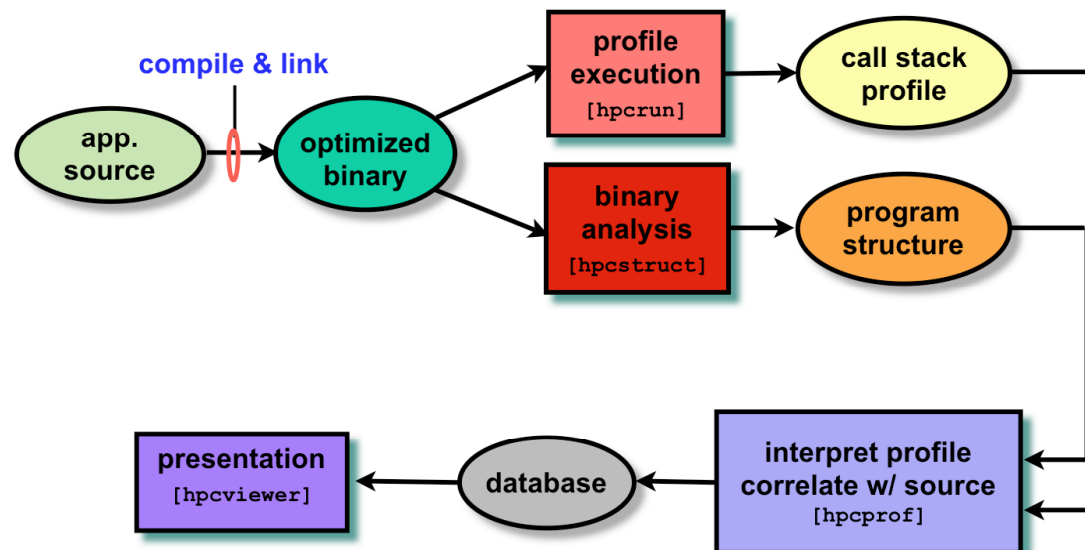 compile & link
app.
source
optimized
binary
profile
execution
[hpcrun]
call stack
profile
binary
analysis
[hpcstruct]
program
structure
interpret profile
correlate w/ source
[hpcprof]
database
presentation
[hpcviewer]